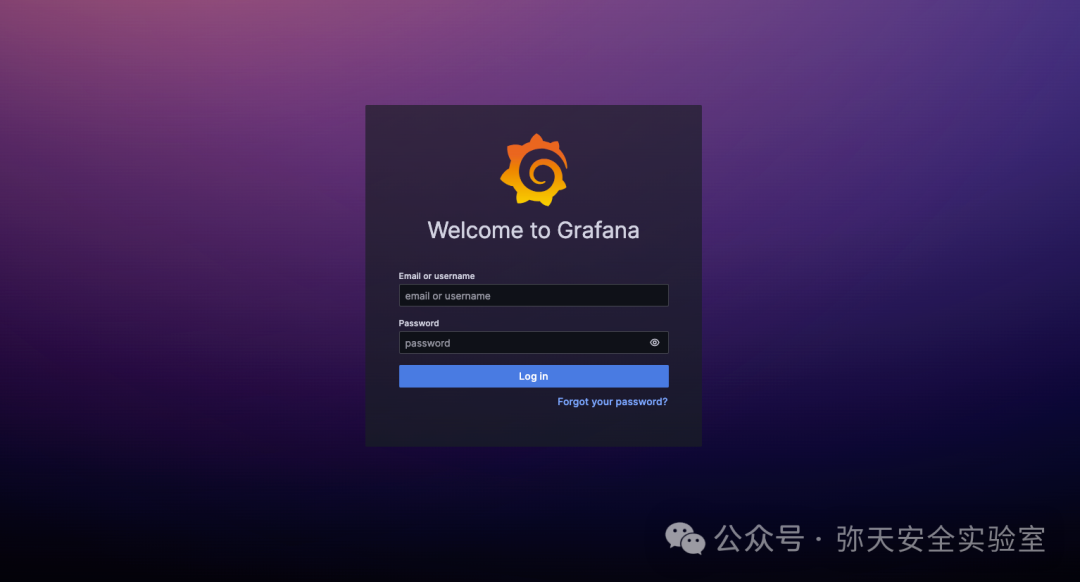 Welcome to Grafana
Email or username
email or username
Password
password
Log in
Forgot your password?
公众号 · 弥天安全实验室